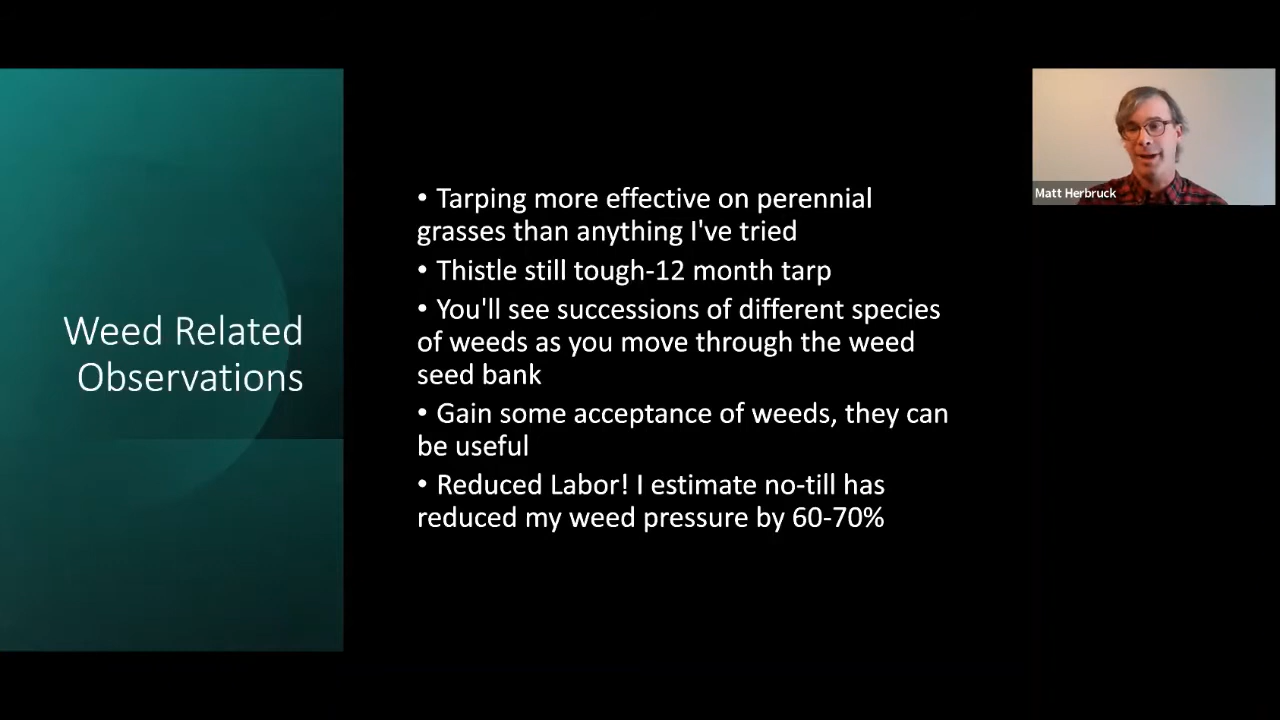 Weed Related
Observations
• Tarping more effective on perennial
grasses than anything I've tried
• Thistle still tough-12 month tarp
• You'll see successions of different species
of weeds as you move through the weed
seed bank
• Gain some acceptance of weeds, they can
be useful
• Reduced Labor! I estimate no-till has
reduced my weed pressure by 60-70%
Matt Herbruck